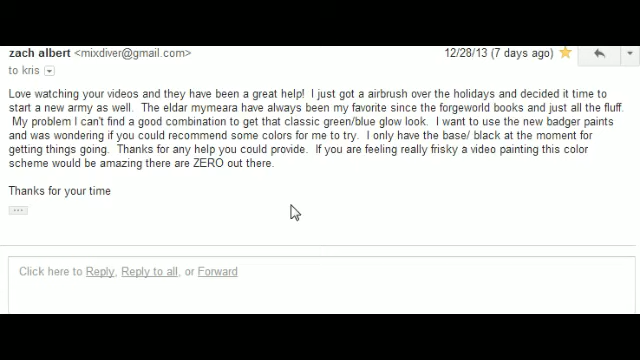 zach albert <mixdiver@gmail.com> 12/28/13 (7 days ago)
to kris
Love watching your videos and they have been a great help!  I just got a airbrush over the holidays and decided it time to
start a new army as well.  The eldar mymeara have always been my favorite since the forgeworld books and just all the fluff.
My problem I can't find a good combination to get that classic green/blue glow look.  I want to use the new badger paints
and was wondering if you could recommend some colors for me to try.  I only have the base/ black at the moment for
getting things going.  Thanks for any help you could provide.  If you are feeling really frisky a video painting this color
scheme would be amazing there are ZERO out there.
Thanks for your time
Click here to Reply, Reply to all, or Forward